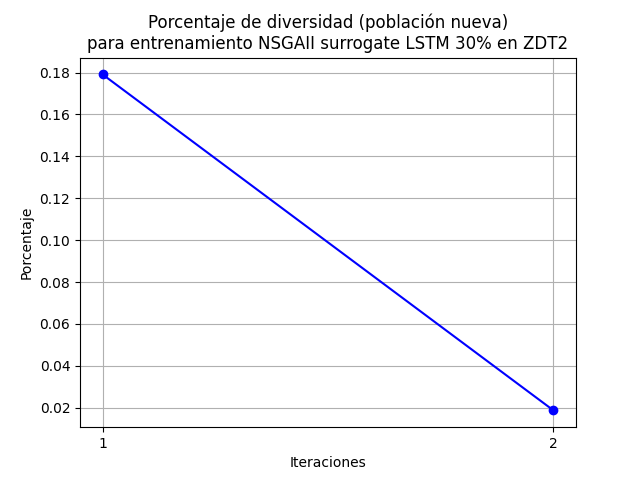 Porcentaje de diversidad (población nueva)
para entrenamiento NSGAII surrogate LSTM 30% en ZDT2
0.18
0.16
0.14
0.12
0.10
0.08
0.06
0.04
0.02
Porcentaje
1
2
Iteraciones